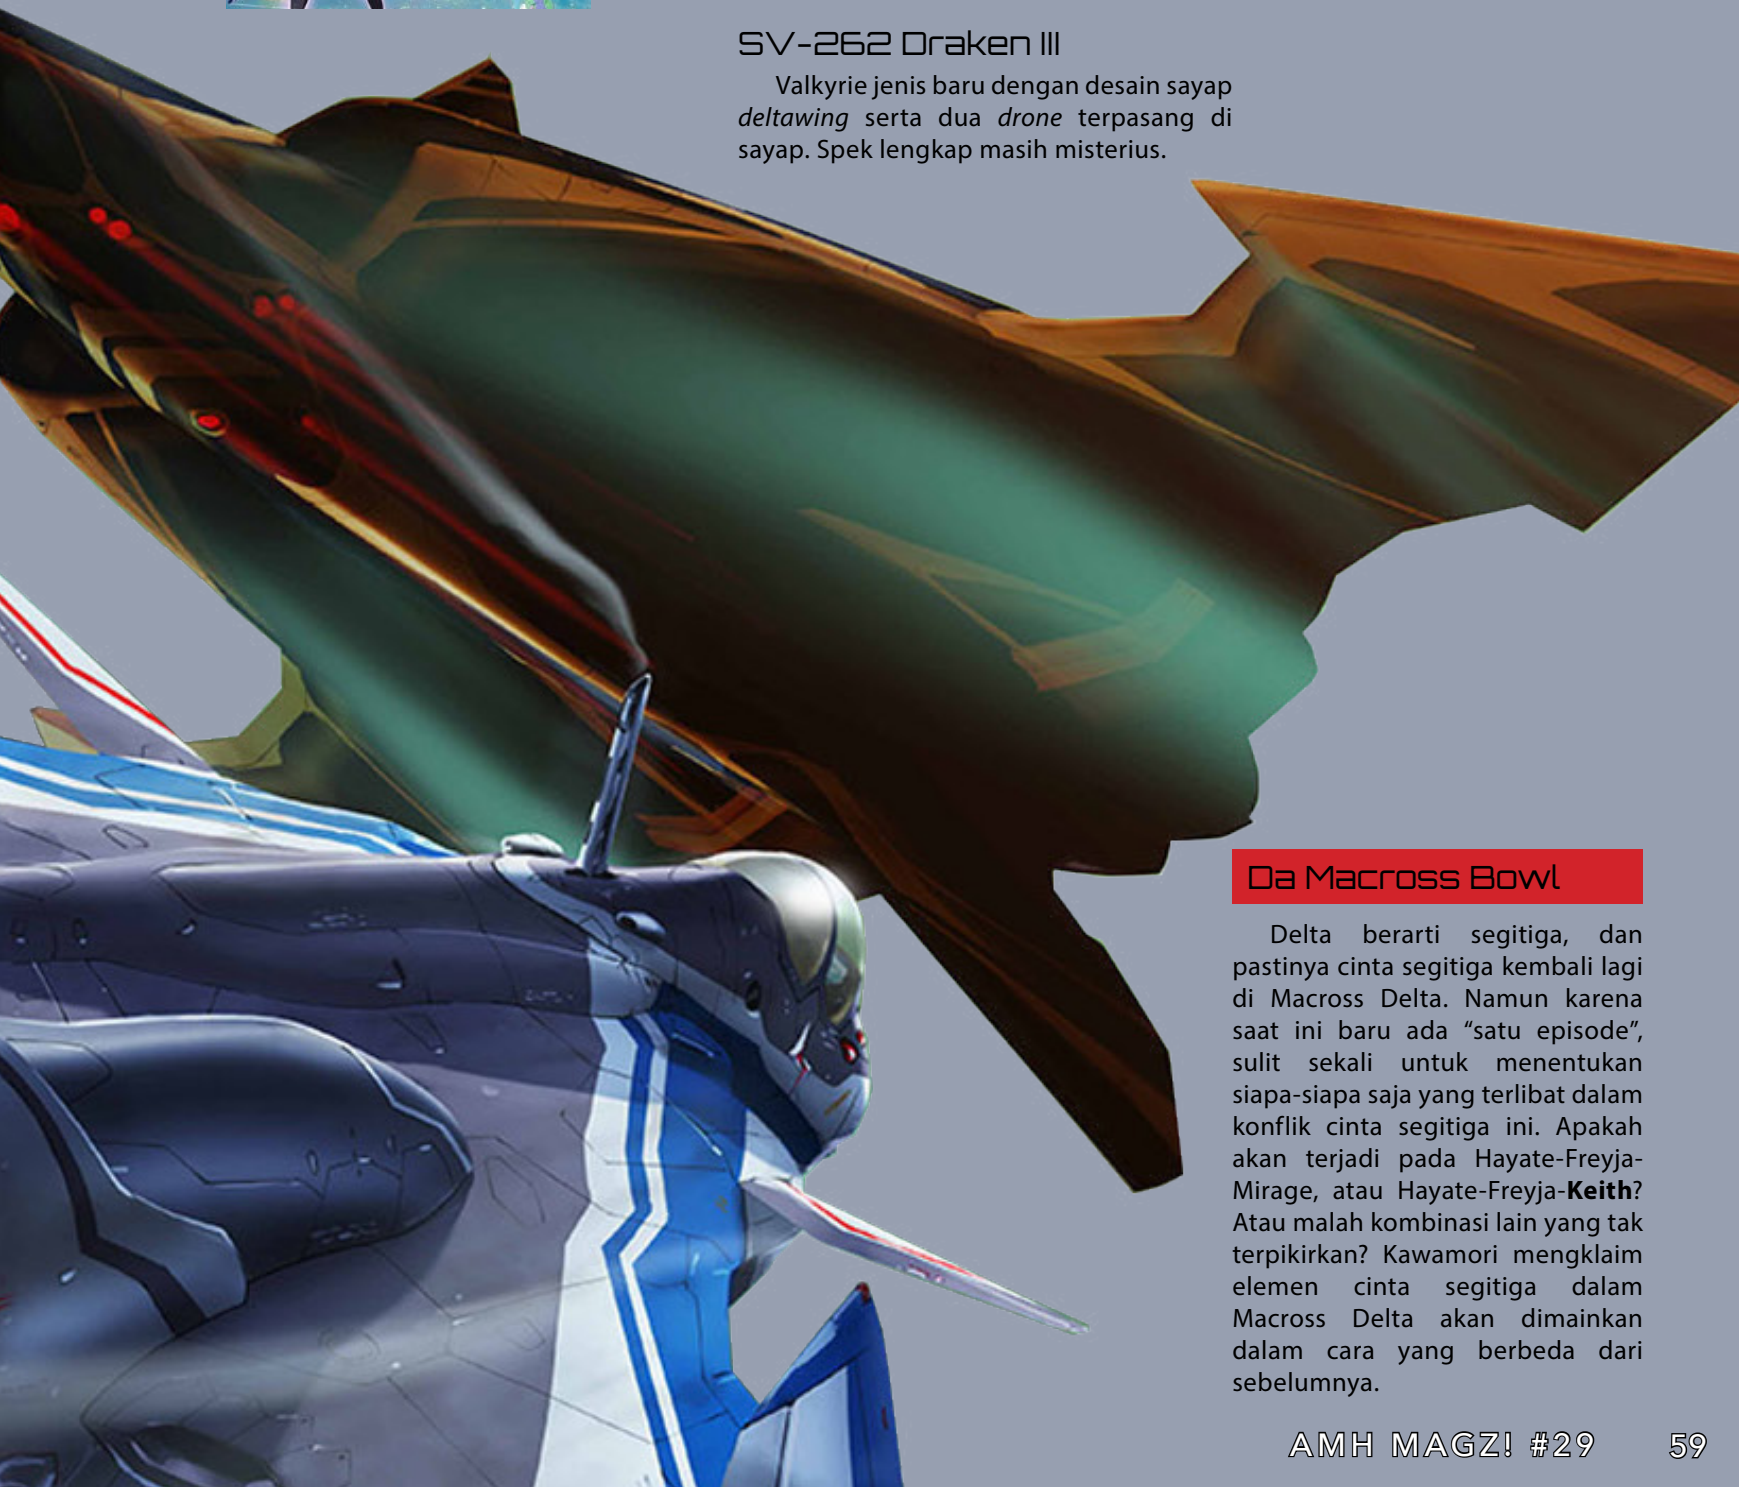 SV-262 Draken III
Valkyrie jenis baru dengan desain sayap
deltawing serta dua drone terpasang di
sayap. Spek lengkap masih misterius.
Da Macross Bowl
Delta berarti segitiga, dan
pastinya cinta segitiga kembali lagi
di Macross Delta. Namun karena
saat ini baru ada “satu episode”,
sulit sekali untuk menentukan
siapa-siapa saja yang terlibat dalam
konflik cinta segitiga ini. Apakah
akan terjadi pada Hayate-Freyja-
Mirage, atau Hayate-Freyja-Keith?
Atau malah kombinasi lain yang tak
terpikirkan? Kawamori mengklaim
elemen cinta segitiga dalam
Macross Delta akan dimainkan
dalam cara yang berbeda dari
sebelumnya.
AMH MAGZ! #29 59